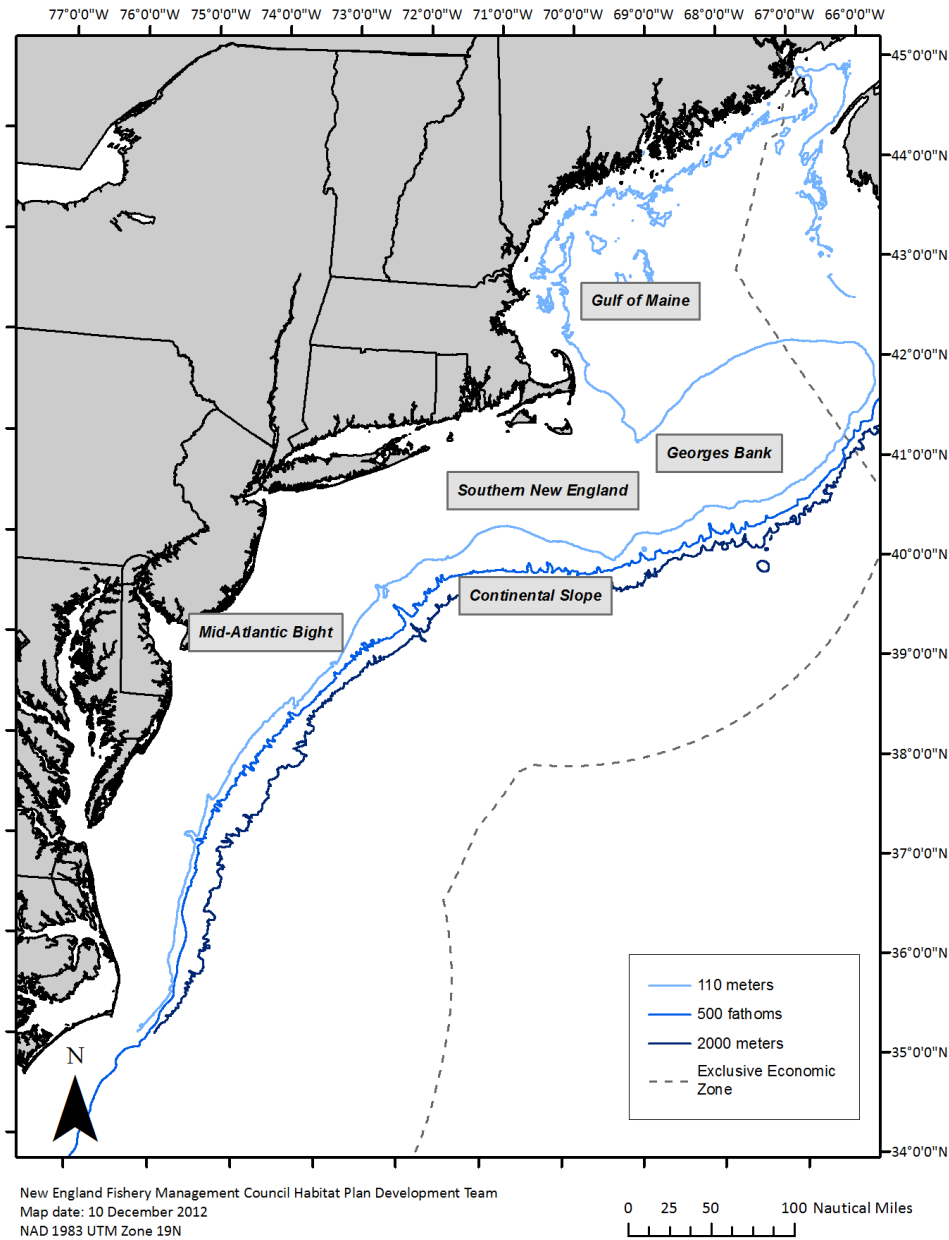 77°0'0"W 76°0'0"W 75°0'0"W 74°0'0"W 73°0'0"W 72°0'0"W 71°0'0"W 70°0'0"W 69°0'0"W 68°0'0"W 67°0'0"W 66°0'0"W
45°0'0"N
44°0'0"N
43°0'0"N
Gulf of Maine
42°0'0"N
Georges Bank
41°0'0"N
Southern New England
40°0'0"N
Continental Slope
Mid-Atlantic Bight
39°0'0"N
38°0'0"N
37°0'0"N
36°0'0"N
110 meters
500 fathoms
2000 meters
Exclusive Economic
Zone
35°0'0"N
N
34°0'0"N
New England Fishery Management Council Habitat Plan Development Team
Map date: 10 December 2012
NAD 1983 UTM Zone 19N
0 25 50 100 Nautical Miles